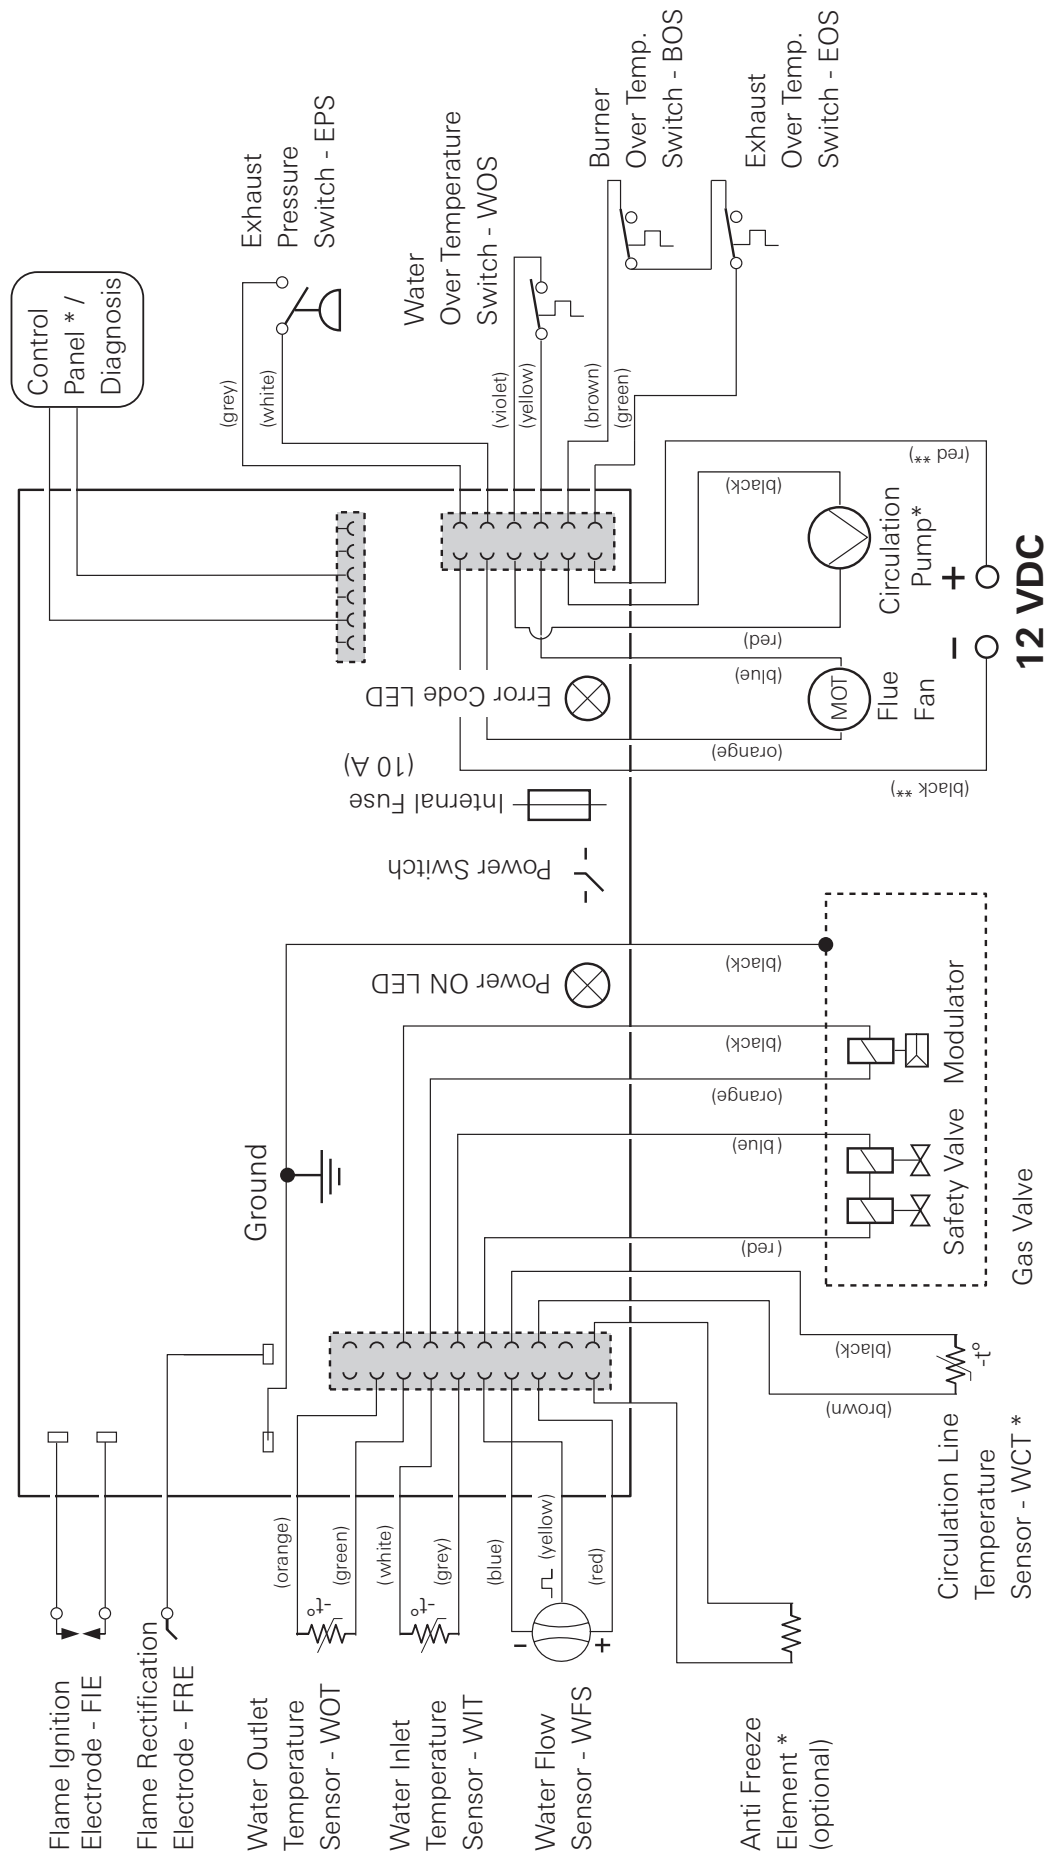 Control
Panel * /
Diagnosis
Exhaust
Pressure
Switch - EPS
(grey)
(white)
Water
Over Temperature
Switch - WOS
(violet)
(yellow)
Burner
Over Temp.
Switch - BOS
(brown)
(green)
Exhaust
Over Temp.
Switch - EOS
(red **)
(black)
Circulation
Pump*
+
–
12 VDC
(red)
(blue)
MOT
Flue
Fan
(orange)
(black **)
Error Code LED
Internal Fuse
(10 A)
Power Switch
Power ON LED
(black)
(black)
(orange)
(blue)
(red)
Modulator
Safety Valve
Gas Valve
Ground
(black)
(brown)
-t°
Circulation Line
Temperature
Sensor - WCT *
Flame Ignition
Electrode - FIE
Flame Rectification
Electrode - FRE
(orange)
(green)
-t°
Water Outlet
Temperature
Sensor - WOT
(white)
(grey)
-t°
Water Inlet
Temperature
Sensor - WIT
(blue)
(yellow)
(red)
–
+
Water Flow
Sensor - WFS
Anti Freeze
Element *
(optional)